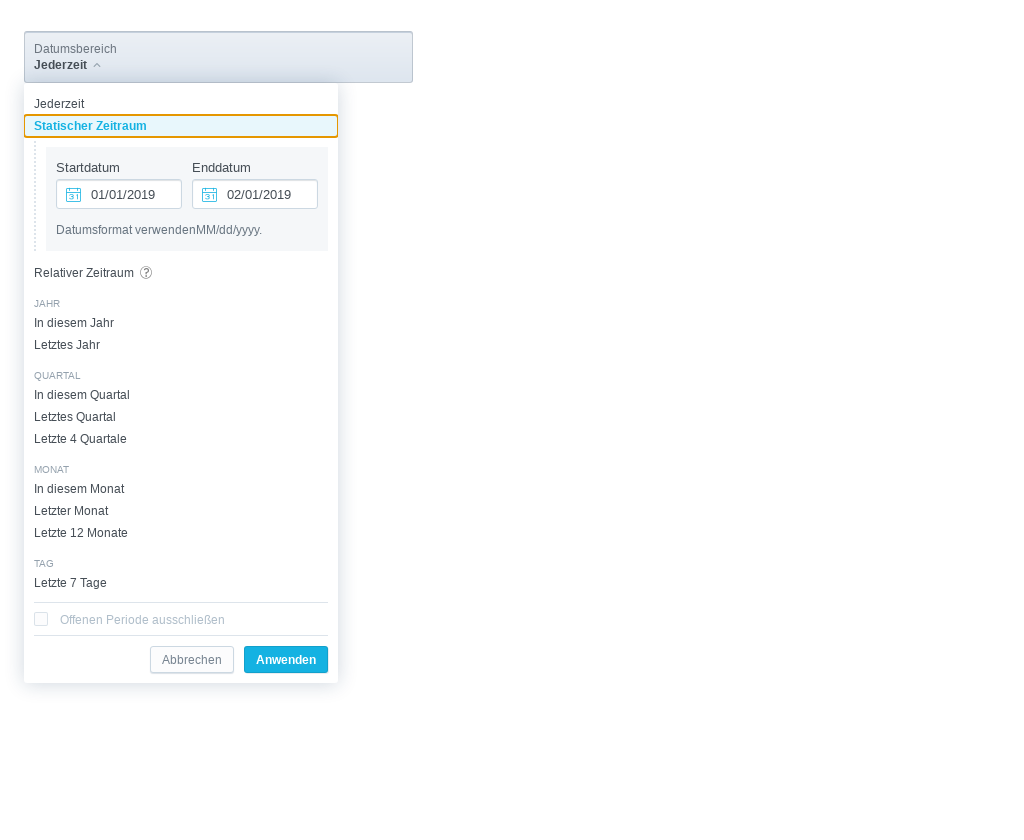 Datumsbereich
Jederzeit
Jederzeit
Statischer Zeitraum
Startdatum Enddatum
31 01/01/2019 31 02/01/2019
Datumsformat verwendenMM/dd/yyyy.
Relativer Zeitraum ?
JAHR
In diesem Jahr
Letztes Jahr
QUARTAL
In diesem Quartal
Letztes Quartal
Letzte 4 Quartale
MONAT
In diesem Monat
Letzter Monat
Letzte 12 Monate
TAG
Letzte 7 Tage
Offenen Periode ausschließen
Abbrechen Anwenden